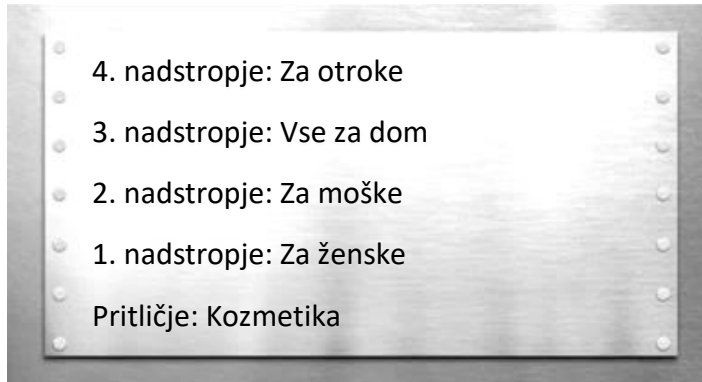 4. nadstropje: Za otroke
3. nadstropje: Vse za dom
2. nadstropje: Za moške
1. nadstropje: Za ženske
Pritličje: Kozmetika